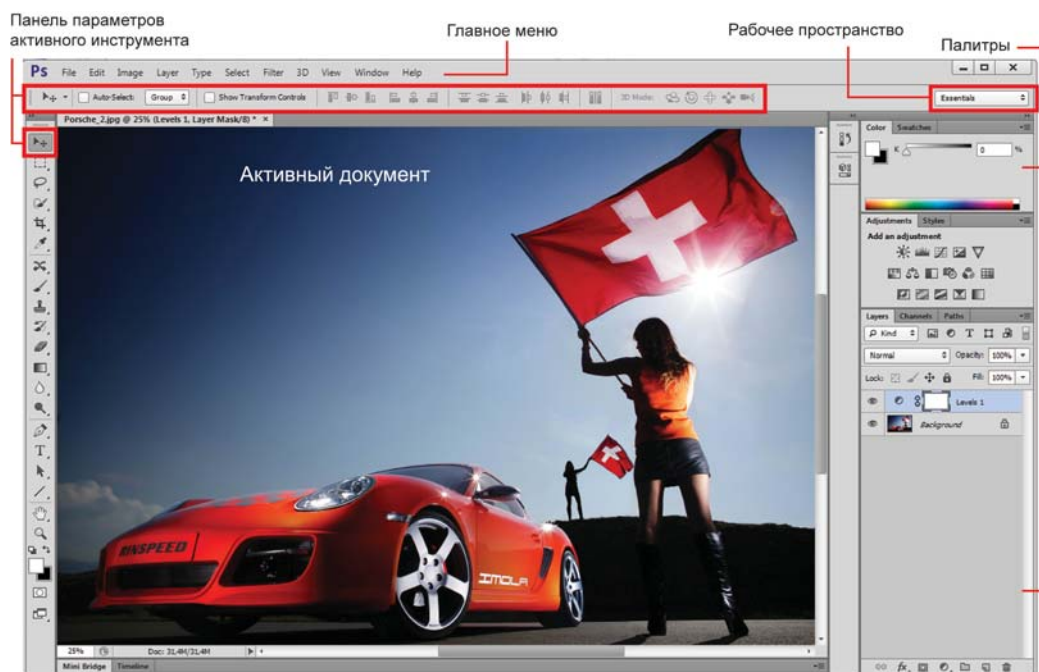 Панель параметров
активного инструмента
Главное меню
Рабочее пространство
Палитры
Ps File Edit Image Layer Type Select Filter 3D View Window Help
Auto-Select: Group Show Transform Controls 3D Mode: Essentials
Porsche_2.jpg @ 25% (Levels 1, Layer Mask/8) * ×
Активный документ
Color Swatches
K 0 %
Adjustments Styles
Add an adjustment
Layers Channels Paths
Kind
Normal Opacity: 100%
Lock: Fill: 100%
Levels 1
Background
RINSPEED
IMOLA
25% Doc: 31,4M/31,4M
Mini Bridge Timeline